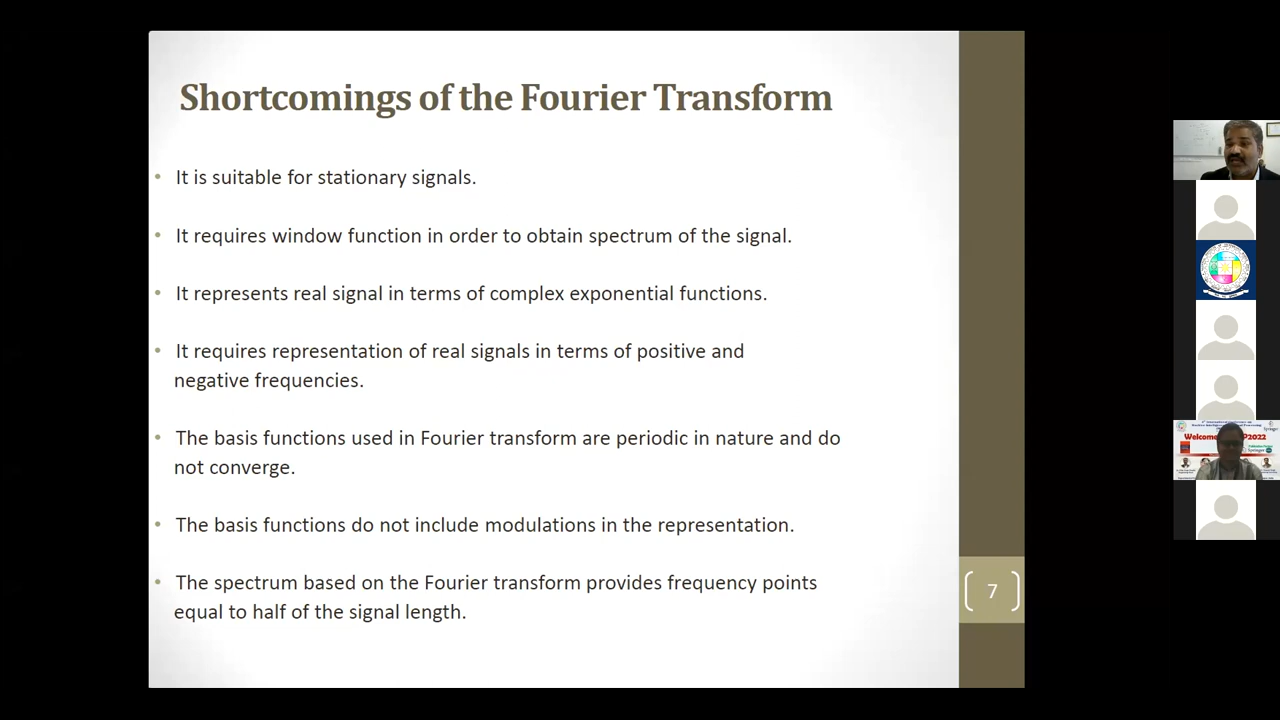 Shortcomings of the Fourier Transform
• It is suitable for stationary signals.
• It requires window function in order to obtain spectrum of the signal.
• It represents real signal in terms of complex exponential functions.
• It requires representation of real signals in terms of positive and
negative frequencies.
• The basis functions used in Fourier transform are periodic in nature and do
not converge.
• The basis functions do not include modulations in the representation.
• The spectrum based on the Fourier transform provides frequency points
equal to half of the signal length.
7
Welcome
P2022
Springer